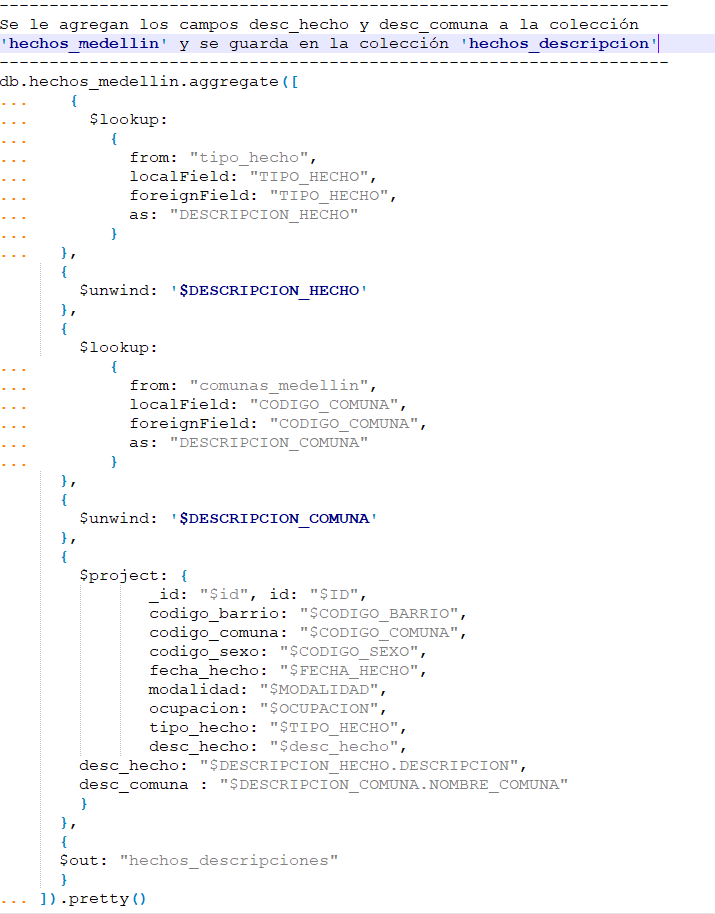 -------------------------------------------------------------------
Se le agregan los campos desc_hecho y desc_comuna a la colección
'hechos_medellin' y se guarda en la colección 'hechos_descripcion'
-------------------------------------------------------------------
db.hechos_medellin.aggregate([
... {
... $lookup:
... {
... from: "tipo_hecho",
... localField: "TIPO_HECHO",
... foreignField: "TIPO_HECHO",
... as: "DESCRIPCION_HECHO"
... }
... },
{
$unwind: '$DESCRIPCION_HECHO'
},
{
$lookup:
... {
... from: "comunas_medellin",
... localField: "CODIGO_COMUNA",
... foreignField: "CODIGO_COMUNA",
... as: "DESCRIPCION_COMUNA"
... }
},
{
$unwind: '$DESCRIPCION_COMUNA'
},
{
$project: {
_id: "$id", id: "$ID",
codigo_barrio: "$CODIGO_BARRIO",
codigo_comuna: "$CODIGO_COMUNA",
codigo_sexo: "$CODIGO_SEXO",
fecha_hecho: "$FECHA_HECHO",
modalidad: "$MODALIDAD",
ocupacion: "$OCUPACION",
tipo_hecho: "$TIPO_HECHO",
desc_hecho: "$desc_hecho",
desc_hecho: "$DESCRIPCION_HECHO.DESCRIPCION",
desc_comuna : "$DESCRIPCION_COMUNA.NOMBRE_COMUNA"
}
},
{
$out: "hechos_descripciones"
}
... ]).pretty()